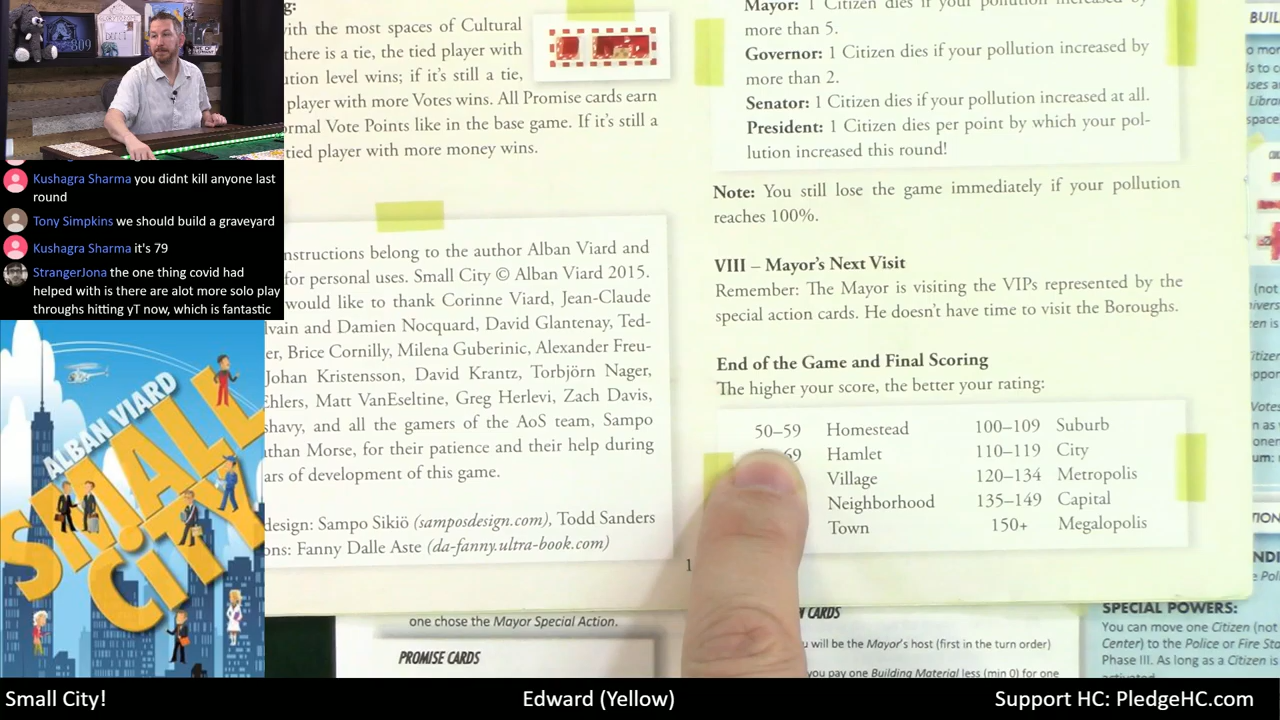 g:
with the most spaces of Cultural
there is a tie, the tied player with
tion level wins; if it's still a tie,
player with more Votes wins. All Promise cards earn
rmal Vote Points like in the base game. If it's still a
tied player with more money wins.
nstructions belong to the author Alban Viard and
for personal uses. Small City © Alban Viard 2015.
would like to thank Corinne Viard, Jean-Claude
lvain and Damien Nocquard, David Glantenay, Ted-
er, Brice Cornilly, Milena Guberinic, Alexander Freu-
Johan Kristensson, David Krantz, Torbjörn Nager,
Ehlers, Matt VanEseltine, Greg Herlevi, Zach Davis,
shavy, and all the gamers of the AoS team, Sampo
athan Morse, for their patience and their help during
ars of development of this game.
design: Sampo Sikiö (samposdesign.com), Todd Sanders
ons: Fanny Dalle Aste (da-fanny.ultra-book.com)
1
Mayor: 1 Citizen dies if your pollution increased by
more than 5.
Governor: 1 Citizen dies if your pollution increased by
more than 2.
Senator: 1 Citizen dies if your pollution increased at all.
President: 1 Citizen dies per point by which your pol-
lution increased this round!
Note: You still lose the game immediately if your pollution
reaches 100%.
VIII – Mayor's Next Visit
Remember: The Mayor is visiting the VIPs represented by the
special action cards. He doesn't have time to visit the Boroughs.
End of the Game and Final Scoring
The higher your score, the better your rating:
50–59 Homestead 100–109 Suburb
69 Hamlet 110–119 City
Village 120–134 Metropolis
Neighborhood 135–149 Capital
Town 150+ Megalopolis
one chose the Mayor Special Action.
PROMISE CARDS
N CARDS
u will be the Mayor's host (first in the turn order)
you pay one Building Material less (min 0) for one
SPECIAL POWERS:
You can move one Citizen (not
Center) to the Police or Fire Sta
Phase III. As long as a Citizen is
Kushagra Sharma you didnt kill anyone last
round
Tony Simpkins we should build a graveyard
Kushagra Sharma it's 79
StrangerJona the one thing covid had
helped with is there are alot more solo play
throughs hitting yT now, which is fantastic
ALBAN VIARD
SMALL
CITY
Small City!
Edward (Yellow)
Support HC: PledgeHC.com